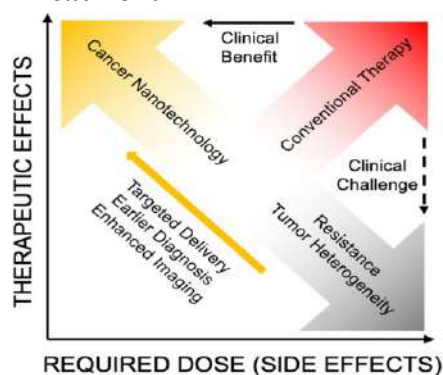 Clinical
Benefit
Cancer Nanotechnology
Conventional Therapy
Clinical
Challenge
Targeted Delivery
Earlier Diagnosis
Enhanced Imaging
Resistance
Tumor Heterogeneity
THERAPEUTIC EFFECTS
REQUIRED DOSE (SIDE EFFECTS)